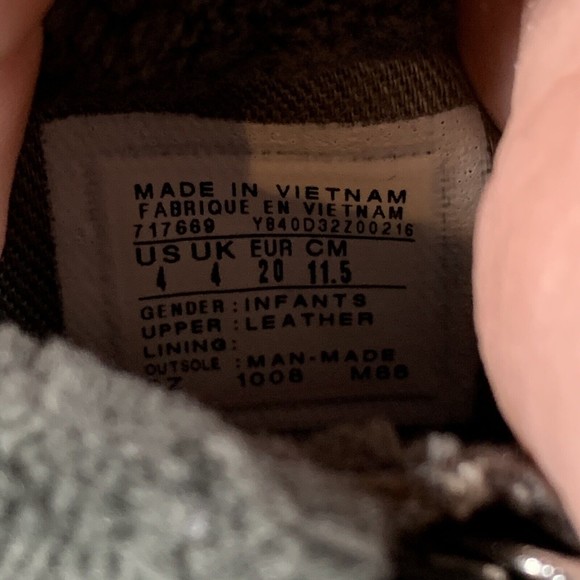 MADE IN VIETNAM
FABRIQUE EN VIETNAM
717669 Y840D32Z00216
US UK EUR CM
4 4 20 11.5
GENDER : INFANTS
UPPER : LEATHER
LINING :
OUTSOLE : MAN-MADE
1008